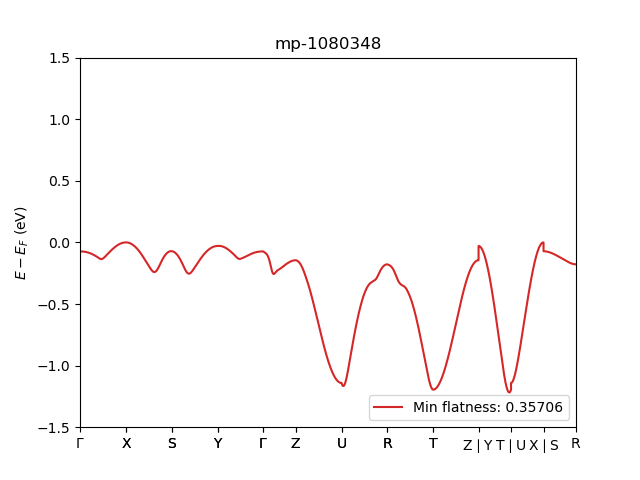 mp-1080348
E − E_F (eV)
1.5
1.0
0.5
0.0
−0.5
−1.0
−1.5
Min flatness: 0.35706
Γ X S Y Γ Z U R T Z | Y T | U X | S R